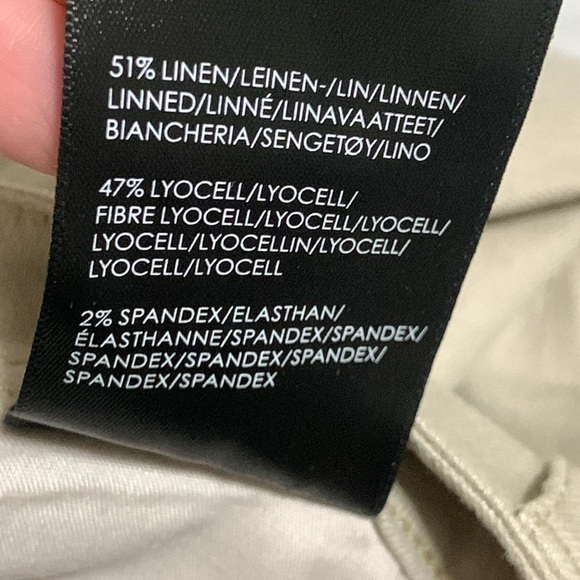 51% LINEN/LEINEN-/LIN/LINNEN/
LINNED/LINNÉ/LIINAVAATTEET/
BIANCHERIA/SENGETØY/LINO
47% LYOCELL/LYOCELL/
FIBRE LYOCELL/LYOCELL/LYOCELL/
LYOCELL/LYOCELLIN/LYOCELL/
LYOCELL/LYOCELL
2% SPANDEX/ELASTHAN/
ÉLASTHANNE/SPANDEX/SPANDEX/
SPANDEX/SPANDEX/SPANDEX/
SPANDEX/SPANDEX